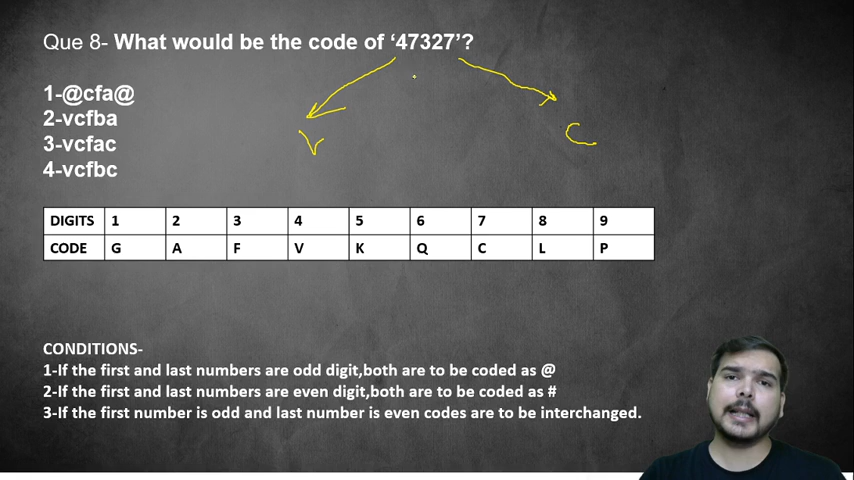 Que 8- What would be the code of ‘47327’?
1-@cfa@
2-vcfba
3-vcfac
4-vcfbc
V
C
DIGITS 1 2 3 4 5 6 7 8 9
CODE G A F V K Q C L P
CONDITIONS-
1-If the first and last numbers are odd digit,both are to be coded as @
2-If the first and last numbers are even digit,both are to be coded as #
3-If the first number is odd and last number is even codes are to be interchanged.